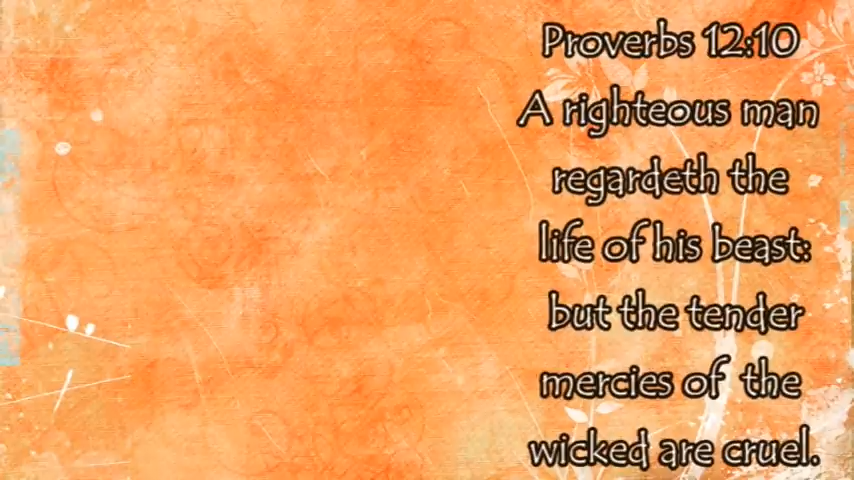 Proverbs 12:10
A righteous man
regardeth the
life of his beast:
but the tender
mercies of the
wicked are cruel.